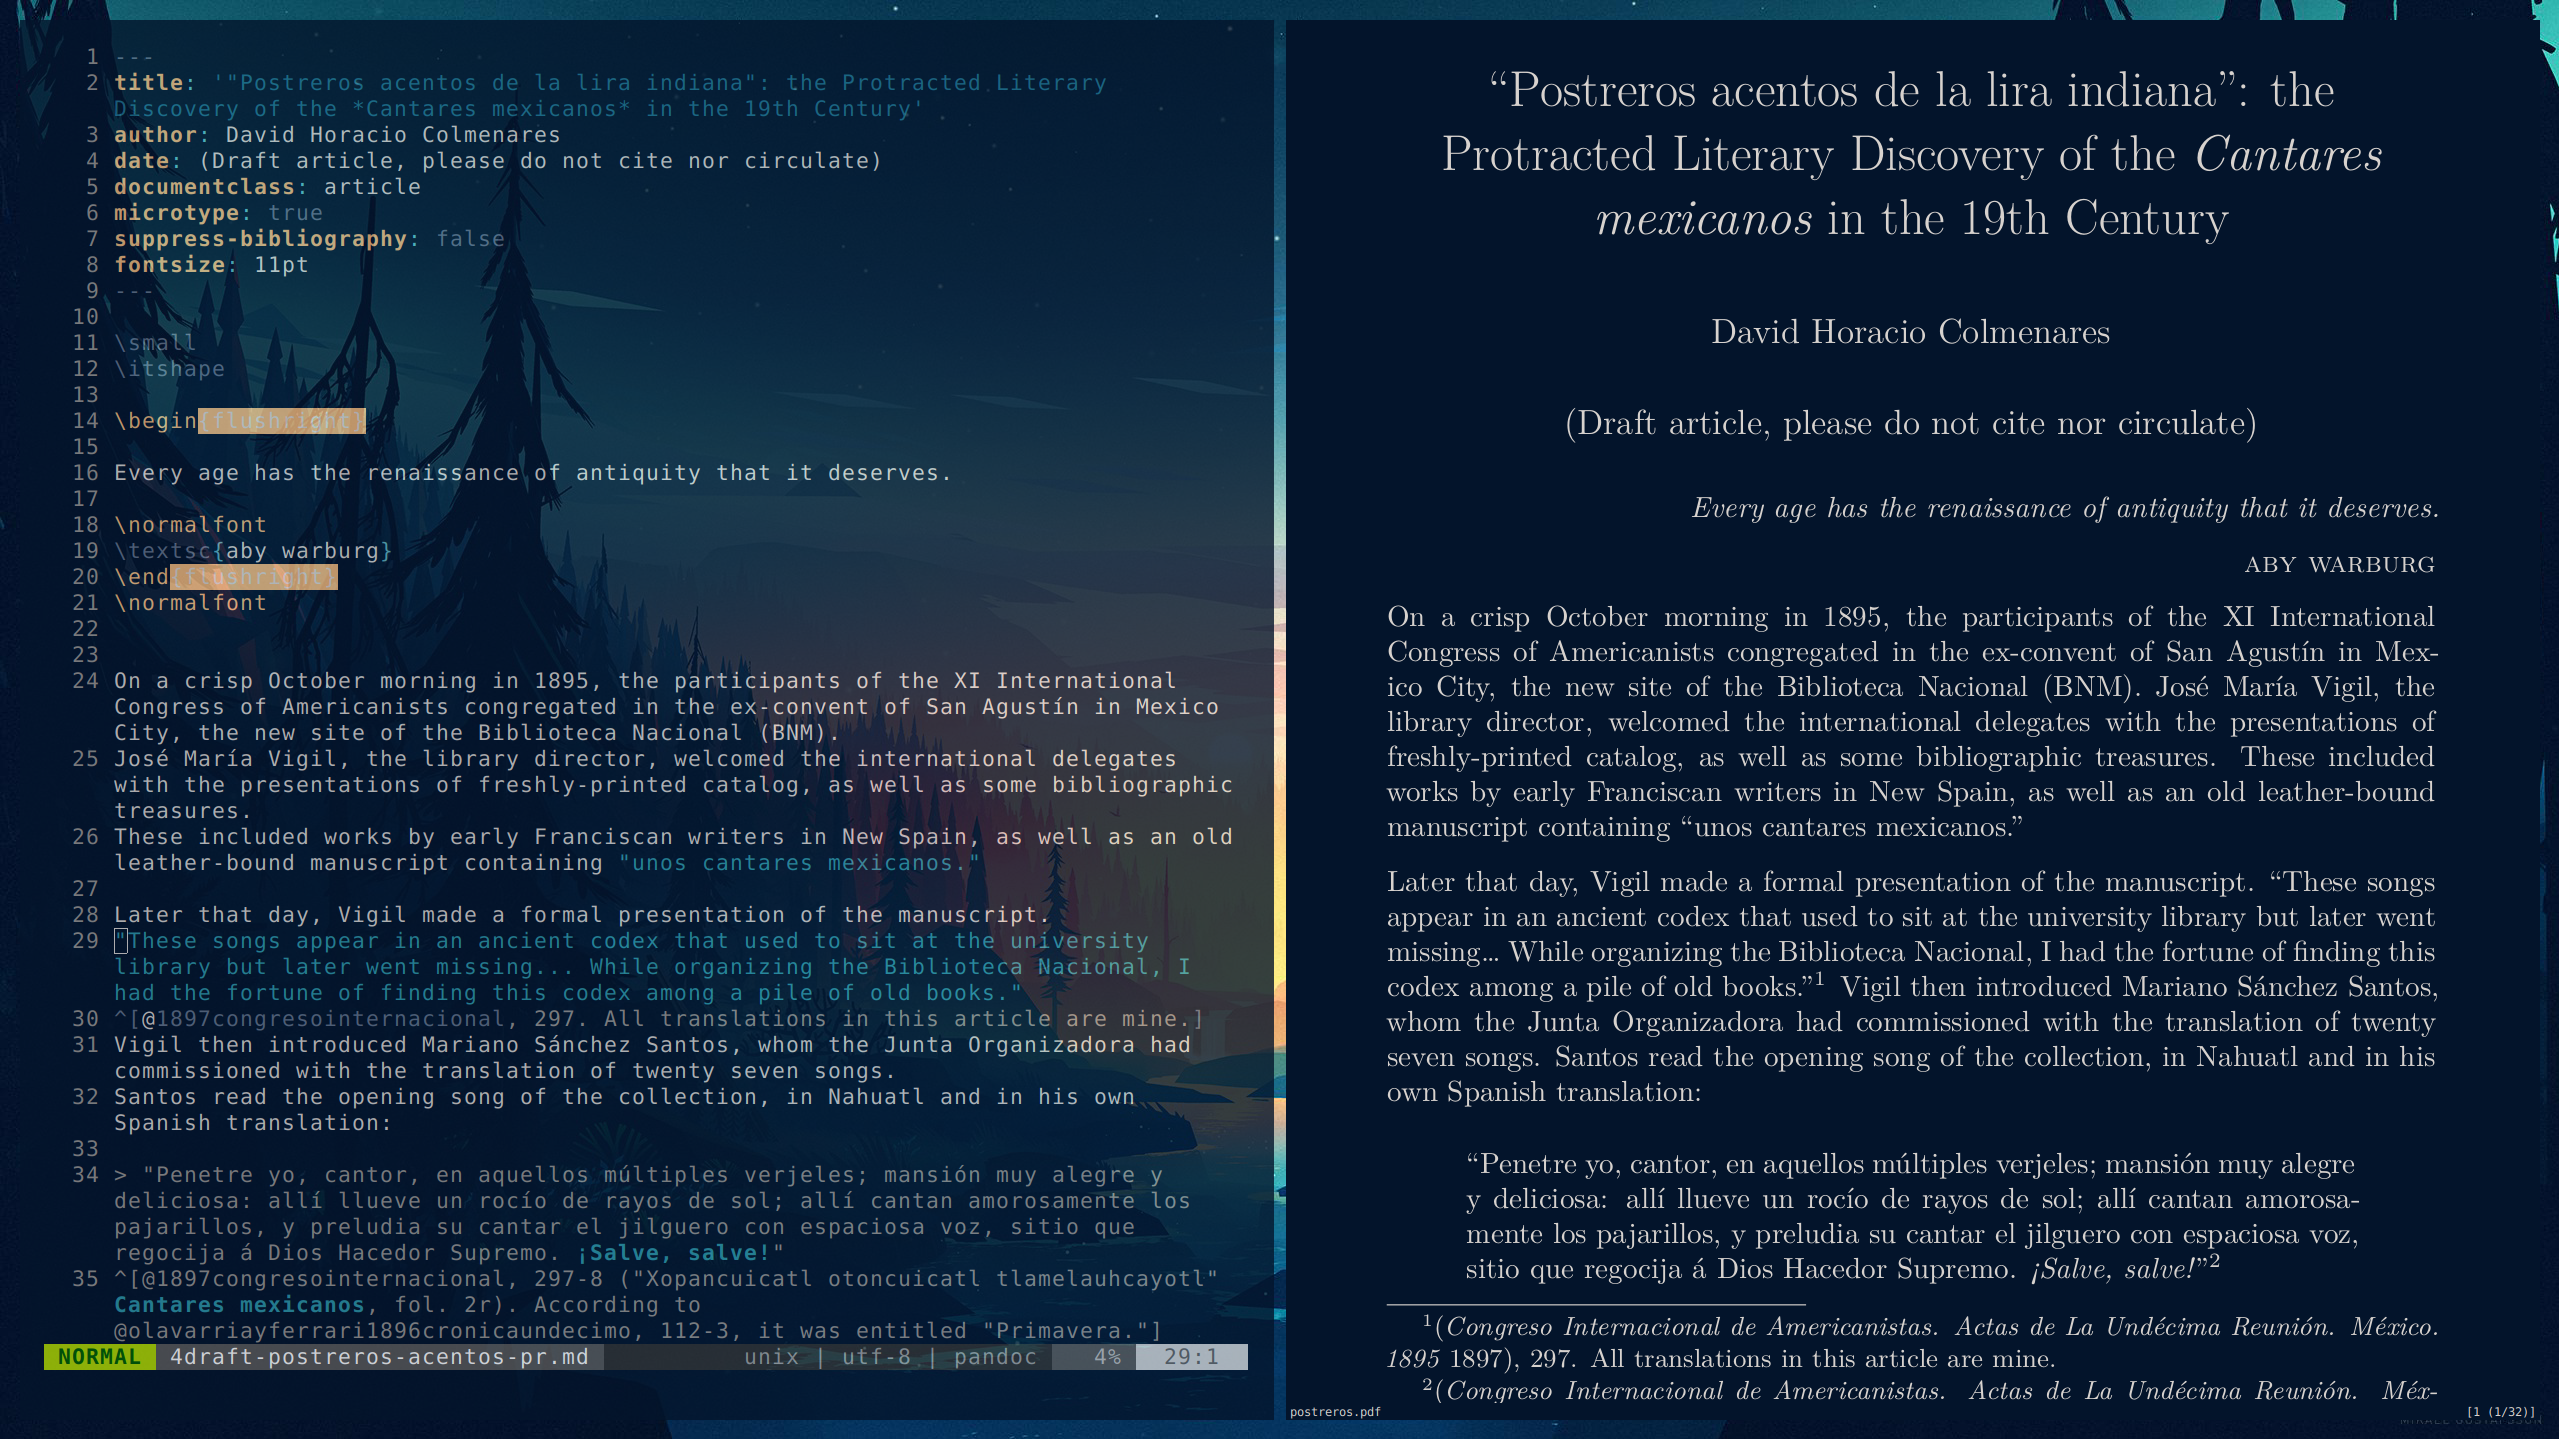 1 ---
2 title: '"Postreros acentos de la lira indiana": the Protracted Literary
Discovery of the *Cantares mexicanos* in the 19th Century'
3 author: David Horacio Colmenares
4 date: (Draft article, please do not cite nor circulate)
5 documentclass: article
6 microtype: true
7 suppress-bibliography: false
8 fontsize: 11pt
9 ---
10
11 \small
12 \itshape
13
14 \begin{flushright}
15
16 Every age has the renaissance of antiquity that it deserves.
17
18 \normalfont
19 \textsc{aby warburg}
20 \end{flushright}
21 \normalfont
22
23
24 On a crisp October morning in 1895, the participants of the XI International
Congress of Americanists congregated in the ex-convent of San Agustín in Mexico
City, the new site of the Biblioteca Nacional (BNM).
25 José María Vigil, the library director, welcomed the international delegates
with the presentations of freshly-printed catalog, as well as some bibliographic
treasures.
26 These included works by early Franciscan writers in New Spain, as well as an old
leather-bound manuscript containing "unos cantares mexicanos."
27
28 Later that day, Vigil made a formal presentation of the manuscript.
29 "These songs appear in an ancient codex that used to sit at the university
library but later went missing... While organizing the Biblioteca Nacional, I
had the fortune of finding this codex among a pile of old books."
30 ^[@1897congresointernacional, 297. All translations in this article are mine.]
31 Vigil then introduced Mariano Sánchez Santos, whom the Junta Organizadora had
commissioned with the translation of twenty seven songs.
32 Santos read the opening song of the collection, in Nahuatl and in his own
Spanish translation:
33
34 > "Penetre yo, cantor, en aquellos múltiples verjeles; mansión muy alegre y
deliciosa: allí llueve un rocío de rayos de sol; allí cantan amorosamente los
pajarillos, y preludia su cantar el jilguero con espaciosa voz, sitio que
regocija á Dios Hacedor Supremo. ¡Salve, salve!"
35 ^[@1897congresointernacional, 297-8 ("Xopancuicatl otoncuicatl tlamelauhcayotl"
Cantares mexicanos, fol. 2r). According to
@olavarriayferrari1896cronicaundecimo, 112-3, it was entitled "Primavera."]
NORMAL 4draft-postreros-acentos-pr.md unix | utf-8 | pandoc 4% 29:1
“Postreros acentos de la lira indiana”: the
Protracted Literary Discovery of the Cantares
mexicanos in the 19th Century
David Horacio Colmenares
(Draft article, please do not cite nor circulate)
Every age has the renaissance of antiquity that it deserves.
ABY WARBURG
On a crisp October morning in 1895, the participants of the XI International
Congress of Americanists congregated in the ex-convent of San Agustín in Mex-
ico City, the new site of the Biblioteca Nacional (BNM). José María Vigil, the
library director, welcomed the international delegates with the presentations of
freshly-printed catalog, as well as some bibliographic treasures. These included
works by early Franciscan writers in New Spain, as well as an old leather-bound
manuscript containing “unos cantares mexicanos.”
Later that day, Vigil made a formal presentation of the manuscript. “These songs
appear in an ancient codex that used to sit at the university library but later went
missing… While organizing the Biblioteca Nacional, I had the fortune of finding this
codex among a pile of old books.”1 Vigil then introduced Mariano Sánchez Santos,
whom the Junta Organizadora had commissioned with the translation of twenty
seven songs. Santos read the opening song of the collection, in Nahuatl and in his
own Spanish translation:
“Penetre yo, cantor, en aquellos múltiples verjeles; mansión muy alegre
y deliciosa: allí llueve un rocío de rayos de sol; allí cantan amorosa-
mente los pajarillos, y preludia su cantar el jilguero con espaciosa voz,
sitio que regocija á Dios Hacedor Supremo. ¡Salve, salve!”2
1(Congreso Internacional de Americanistas. Actas de La Undécima Reunión. México.
1895 1897), 297. All translations in this article are mine.
2(Congreso Internacional de Americanistas. Actas de La Undécima Reunión. Méx-
postreros.pdf [1 (1/32)]